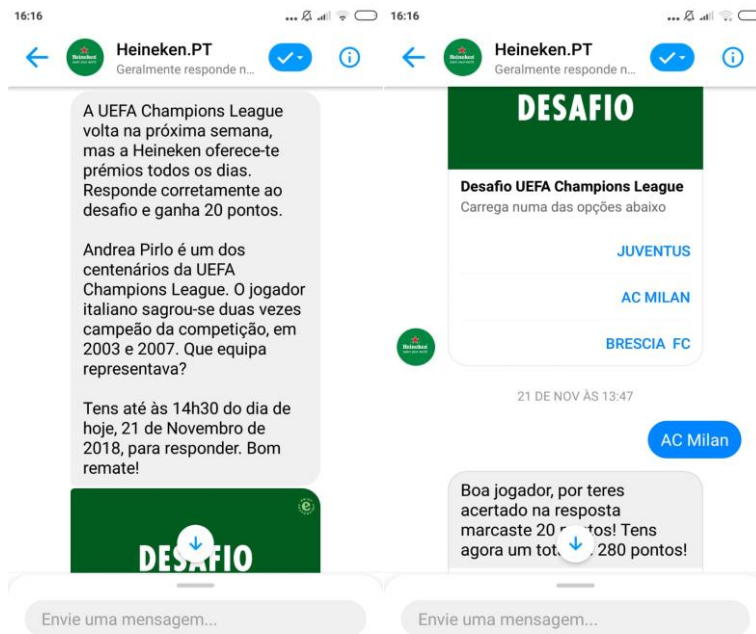 16:16
Heineken.PT
Geralmente responde n...
A UEFA Champions League
volta na próxima semana,
mas a Heineken oferece-te
prémios todos os dias.
Responde corretamente ao
desafio e ganha 20 pontos.
Andrea Pirlo é um dos
centenários da UEFA
Champions League. O jogador
italiano sagrou-se duas vezes
campeão da competição, em
2003 e 2007. Que equipa
representava?
Tens até às 14h30 do dia de
hoje, 21 de Novembro de
2018, para responder. Bom
remate!
DESAFIO
Envie uma mensagem...
16:16
Heineken.PT
Geralmente responde n...
DESAFIO
Desafio UEFA Champions League
Carrega numa das opções abaixo
JUVENTUS
AC MILAN
BRESCIA FC
Heineken
21 DE NOV ÀS 13:47
AC Milan
Boa jogador, por teres
acertado na resposta
marcaste 20 tos! Tens
agora um 280 pontos!
Envie uma mensagem...